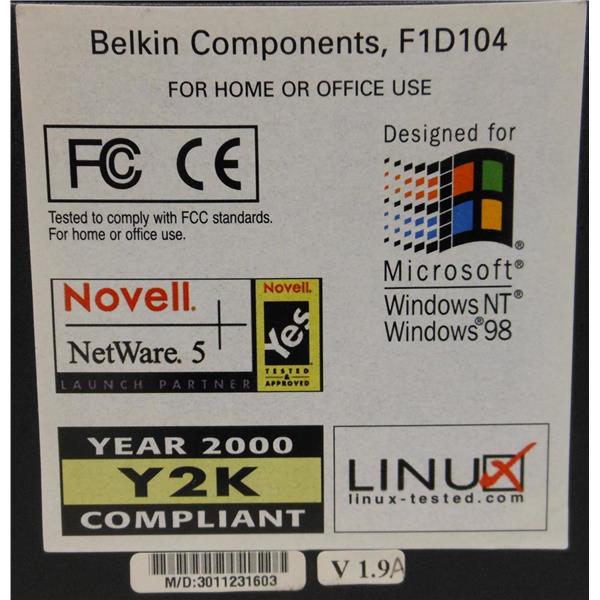 Belkin Components, F1D104
FOR HOME OR OFFICE USE
FC CE
Tested to comply with FCC standards.
For home or office use.
Designed for
Microsoft®
Windows NT®
Windows®98
Novell®
NetWare® 5
LAUNCH PARTNER
Novell®
Yes
TESTED
&
APPROVED
YEAR 2000
Y2K
COMPLIANT
LINUX
linux-tested.com
M/D:3011231603
V 1.9A